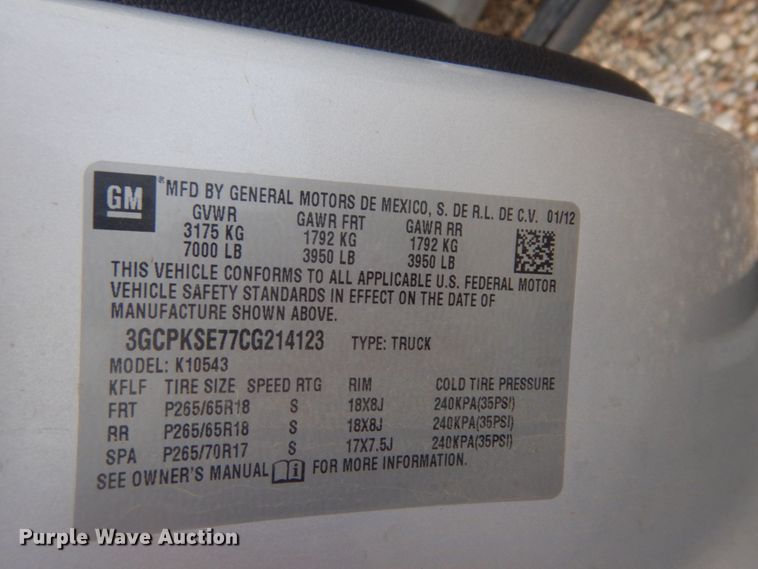 GM
*MFD BY GENERAL MOTORS DE MEXICO, S. DE R.L. DE C.V. 01/12
GVWR GAWR FRT GAWR RR
3175 KG 1792 KG 1792 KG
7000 LB 3950 LB 3950 LB
THIS VEHICLE CONFORMS TO ALL APPLICABLE U.S. FEDERAL MOTOR
VEHICLE SAFETY STANDARDS IN EFFECT ON THE DATE OF
MANUFACTURE SHOWN ABOVE.
3GCPKSE77CG214123 TYPE: TRUCK
MODEL: K10543
KFLF TIRE SIZE SPEED RTG RIM COLD TIRE PRESSURE
FRT P265/65R18 S 18X8J 240KPA(35PSI)
RR P265/65R18 S 18X8J 240KPA(35PSI)
SPA P265/70R17 S 17X7.5J 240KPA(35PSI)
SEE OWNER'S MANUAL i FOR MORE INFORMATION.
Purple Wave Auction